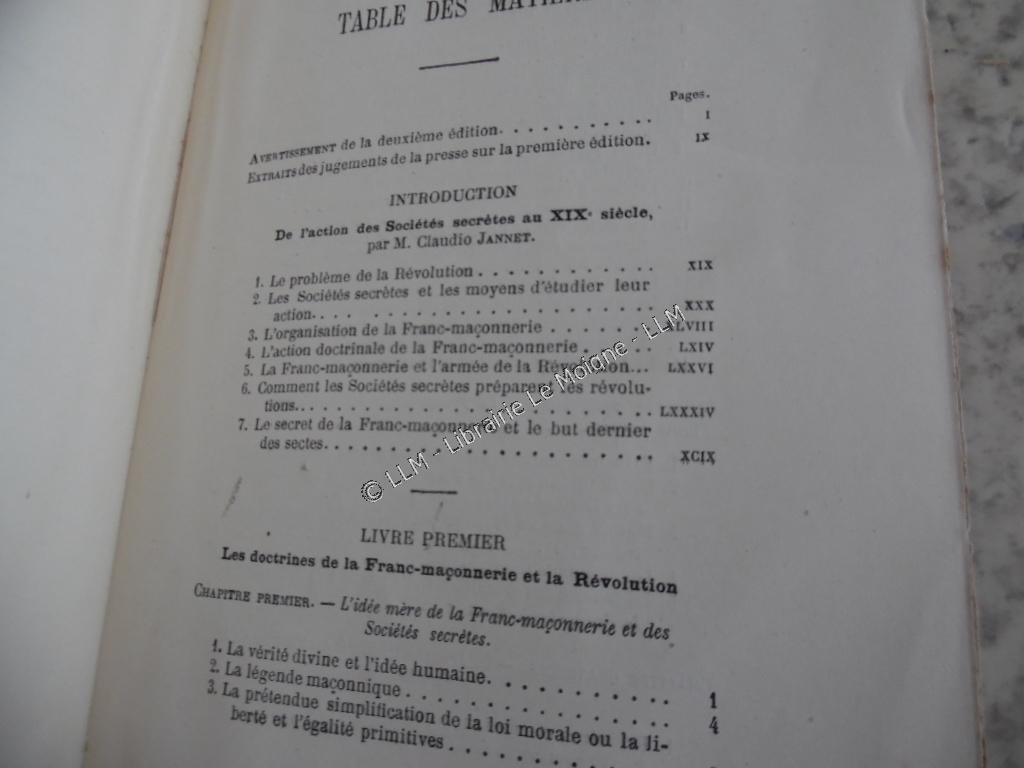 TABLE DES
Pages.
AVERTISSEMENT de la deuxième édition. . . . . . . . . . . I
EXTRAITS des jugements de la presse sur la première édition. IX
INTRODUCTION
De l'action des Sociétés secrètes au XIXe siècle,
par M. Claudio JANNET.
1. Le problème de la Révolution . . . . . . . . . . . . XIX
2. Les Sociétés secrètes et les moyens d'étudier leur
action. . . . . . . . . . . . . . . . . . . . XXX
3. L'organisation de la Franc-maçonnerie . . . . . . . XLVIII
4. L'action doctrinale de la Franc-maçonnerie . . . . . LXIV
5. La Franc-maçonnerie et l'armée de la Révolution... LXXVI
6. Comment les Sociétés secrètes préparent les révolu-
tions. . . . . . . . . . . . . . . . . . . . LXXXIV
7. Le secret de la Franc-maçonnerie et le but dernier
des sectes. . . . . . . . . . . . . . . . . . XCIX
© LLM - Librairie Le Moiane - LLM
LIVRE PREMIER
Les doctrines de la Franc-maçonnerie et la Révolution
CHAPITRE PREMIER. — L'idée mère de la Franc-maçonnerie et des
Sociétés secrètes.
1. La vérité divine et l'idée humaine. . . . . . . . . . 1
2. La légende maçonnique . . . . . . . . . . . . . . 4
3. La prétendue simplification de la loi morale ou la li-
berté et l'égalité primitives . . . . . . . . . .